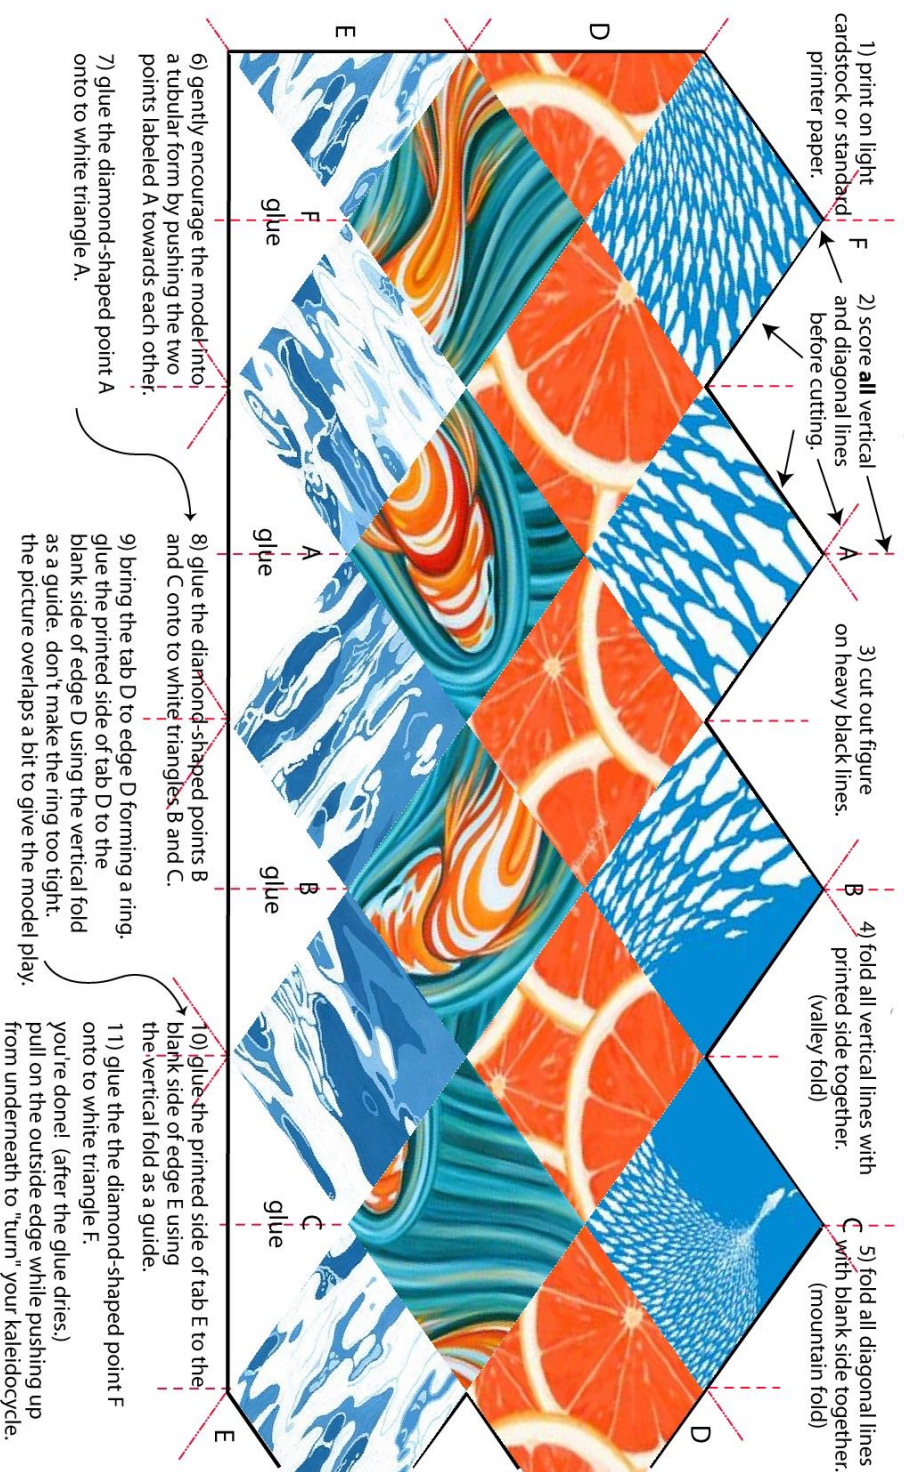 1) print on light
cardstock or standard
printer paper.
2) score all vertical
and diagonal lines
before cutting.
3) cut out figure
on heavy black lines.
4) fold all vertical lines with
printed side together.
(valley fold)
5) fold all diagonal lines
with blank side together.
(mountain fold)
F
A
B
C
D
D
E
E
F
glue
A
glue
B
glue
C
glue
6) gently encourage the model into
a tubular form by pushing the two
points labeled A towards each other.
7) glue the diamond-shaped point A
onto to white triangle A.
8) glue the diamond-shaped points B
and C onto to white triangles B and C.
9) bring the tab D to edge D forming a ring.
glue the printed side of tab D to the
blank side of edge D using the vertical fold
as a guide. don't make the ring too tight.
the picture overlaps a bit to give the model play.
10) glue the printed side of tab E to the
blank side of edge E using
the vertical fold as a guide.
11) glue the the diamond-shaped point F
onto to white triangle F.
you're done! (after the glue dries.)
pull on the outside edge while pushing up
from underneath to "turn" your kaleidocycle.